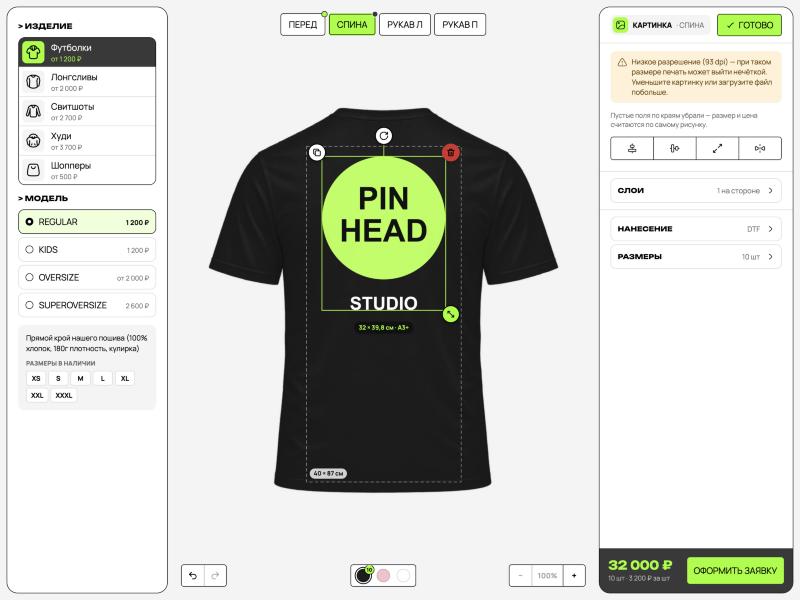 > ИЗДЕЛИЕ
Футболки
от 1 200 ₽
Лонгсливы
от 2 000 ₽
Свитшоты
от 2 700 ₽
Худи
от 3 700 ₽
Шопперы
от 500 ₽
> МОДЕЛЬ
REGULAR 1 200 ₽
KIDS 1 200 ₽
OVERSIZE от 2 000 ₽
SUPEROVERSIZE 2 600 ₽
Прямой крой нашего пошива (100%
хлопок, 180г плотность, кулирка)
РАЗМЕРЫ В НАЛИЧИИ
XS S M L XL
XXL XXXL
ПЕРЕД СПИНА РУКАВ Л РУКАВ П
PIN
HEAD
STUDIO
32 × 39,8 см · A3+
40 × 87 см
10
− 100% +
КАРТИНКА · СПИНА ГОТОВО
Низкое разрешение (93 dpi) — при таком
размере печать может выйти нечёткой.
Уменьшите картинку или загрузите файл
побольше.
Пустые поля по краям убрали — размер и цена
считаются по самому рисунку.
СЛОИ 1 на стороне
НАНЕСЕНИЕ DTF
РАЗМЕРЫ 10 шт
32 000 ₽
10 шт · 3 200 ₽ за шт
ОФОРМИТЬ ЗАЯВКУ